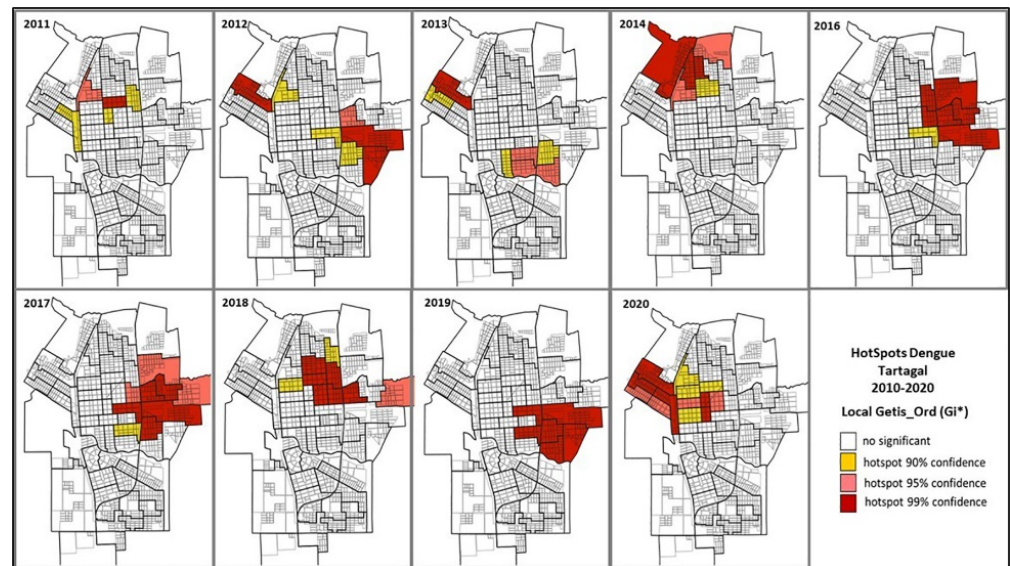 2011
2012
2013
2014
2016
2017
2018
2019
2020
HotSpots Dengue
Tartagal
2010-2020
Local Getis_Ord (Gi*)
no significant
hotspot 90% confidence
hotspot 95% confidence
hotspot 99% confidence